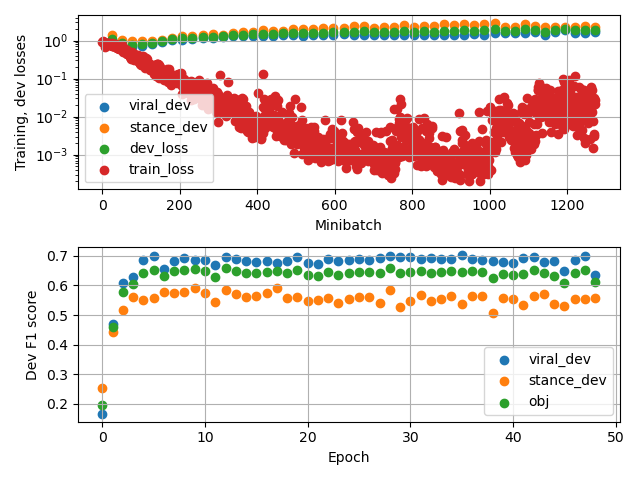 10⁰
10⁻¹
10⁻²
10⁻³
Training, dev losses
viral_dev
stance_dev
dev_loss
train_loss
0 200 400 600 800 1000 1200
Minibatch
0.7
0.6
0.5
0.4
0.3
0.2
Dev F1 score
viral_dev
stance_dev
obj
0 10 20 30 40 50
Epoch